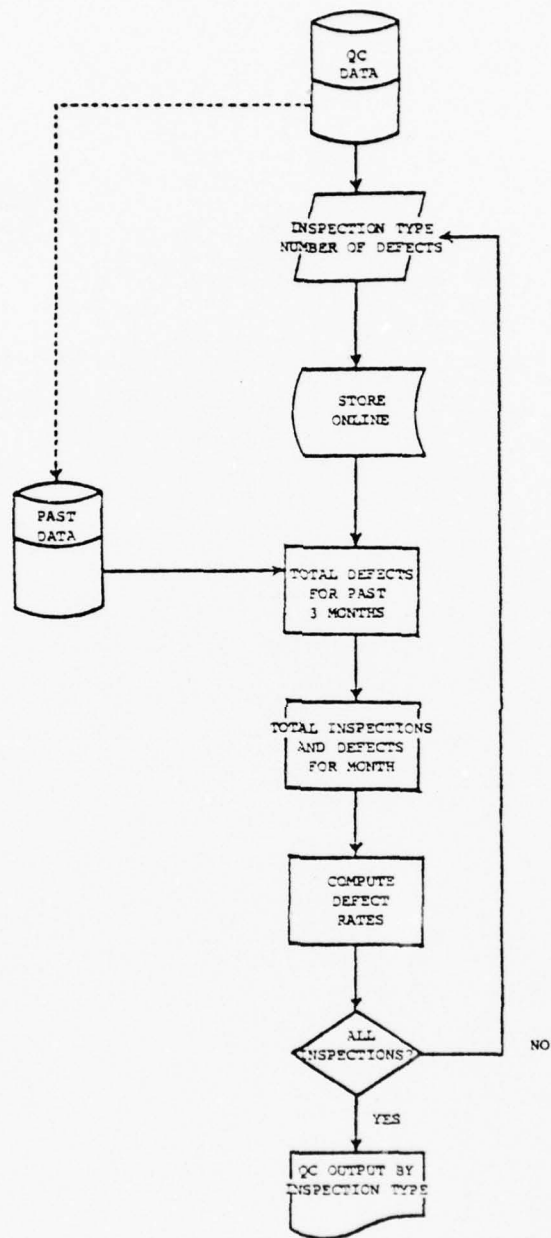 QC
DATA
INSPECTION TYPE
NUMBER OF DEFECTS
STORE
ONLINE
PAST
DATA
TOTAL DEFECTS
FOR PAST
3 MONTHS
TOTAL INSPECTIONS
AND DEFECTS
FOR MONTH
COMPUTE
DEFECT
RATES
ALL
INSPECTIONS?
NO
YES
QC OUTPUT BY
INSPECTION TYPE